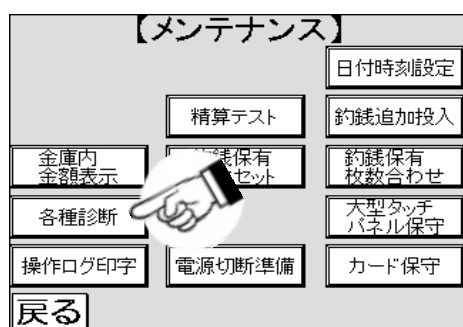 【メンテナンス】
日付時刻設定
精算テスト
釣銭追加投入
金庫内
金額表示
銭保有
セット
釣銭保有
枚数合わせ
各種診断
大型タッチ
パネル保守
操作ログ印字
電源切断準備
カード保守
戻る